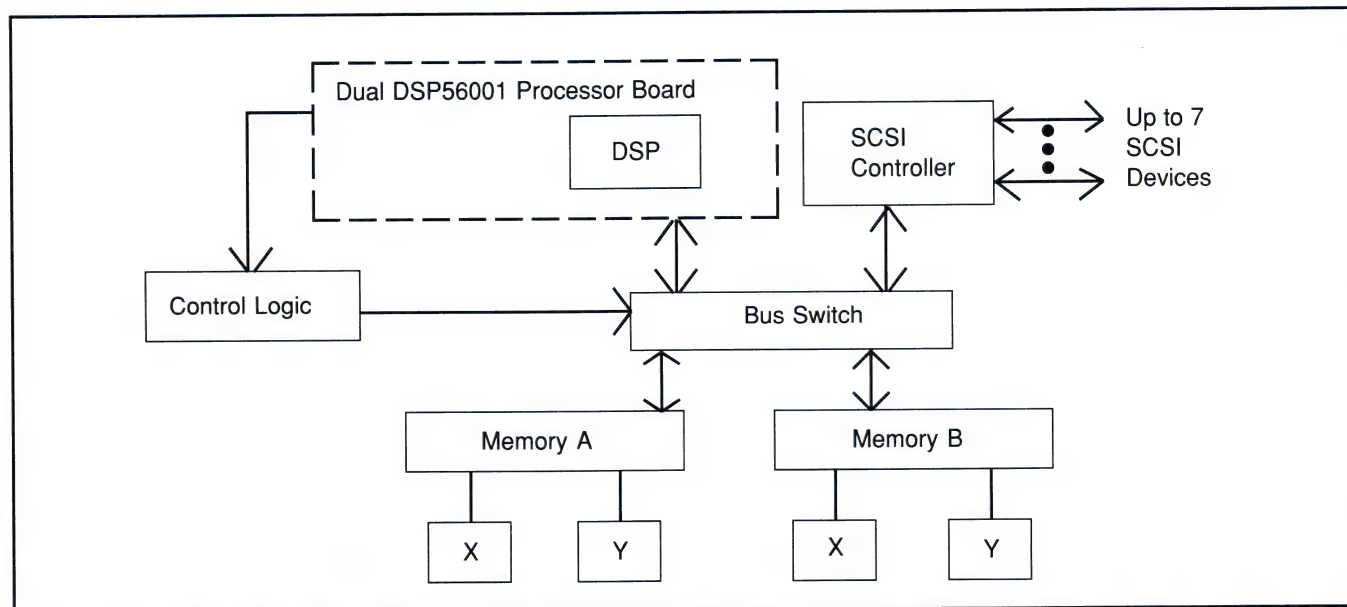 Dual DSP56001 Processor Board
DSP
SCSI
Controller
Up to 7
SCSI
Devices
Control Logic
Bus Switch
Memory A
Memory B
X
Y
X
Y